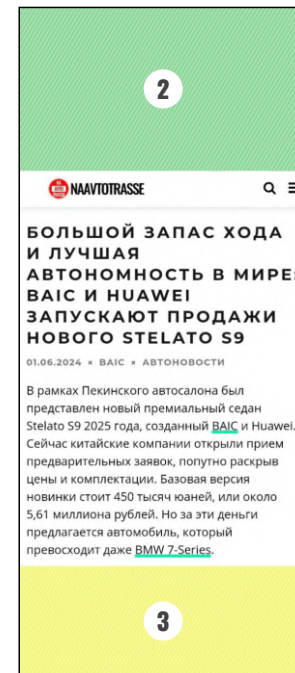 2
NAAVTOTRASSE
БОЛЬШОЙ ЗАПАС ХОДА
И ЛУЧШАЯ
АВТОНОМНОСТЬ В МИРЕ:
BAIC И HUAWEI
ЗАПУСКАЮТ ПРОДАЖИ
НОВОГО STELATO S9
01.06.2024 × BAIC × АВТОНОВОСТИ
В рамках Пекинского автосалона был
представлен новый премиальный седан
Stelato S9 2025 года, созданный BAIC и Huawei.
Сейчас китайские компании открыли прием
предварительных заявок, попутно раскрыв
цены и комплектации. Базовая версия
новинки стоит 450 тысяч юаней, или около
5,61 миллиона рублей. Но за эти деньги
предлагается автомобиль, который
превосходит даже BMW 7-Series.
3